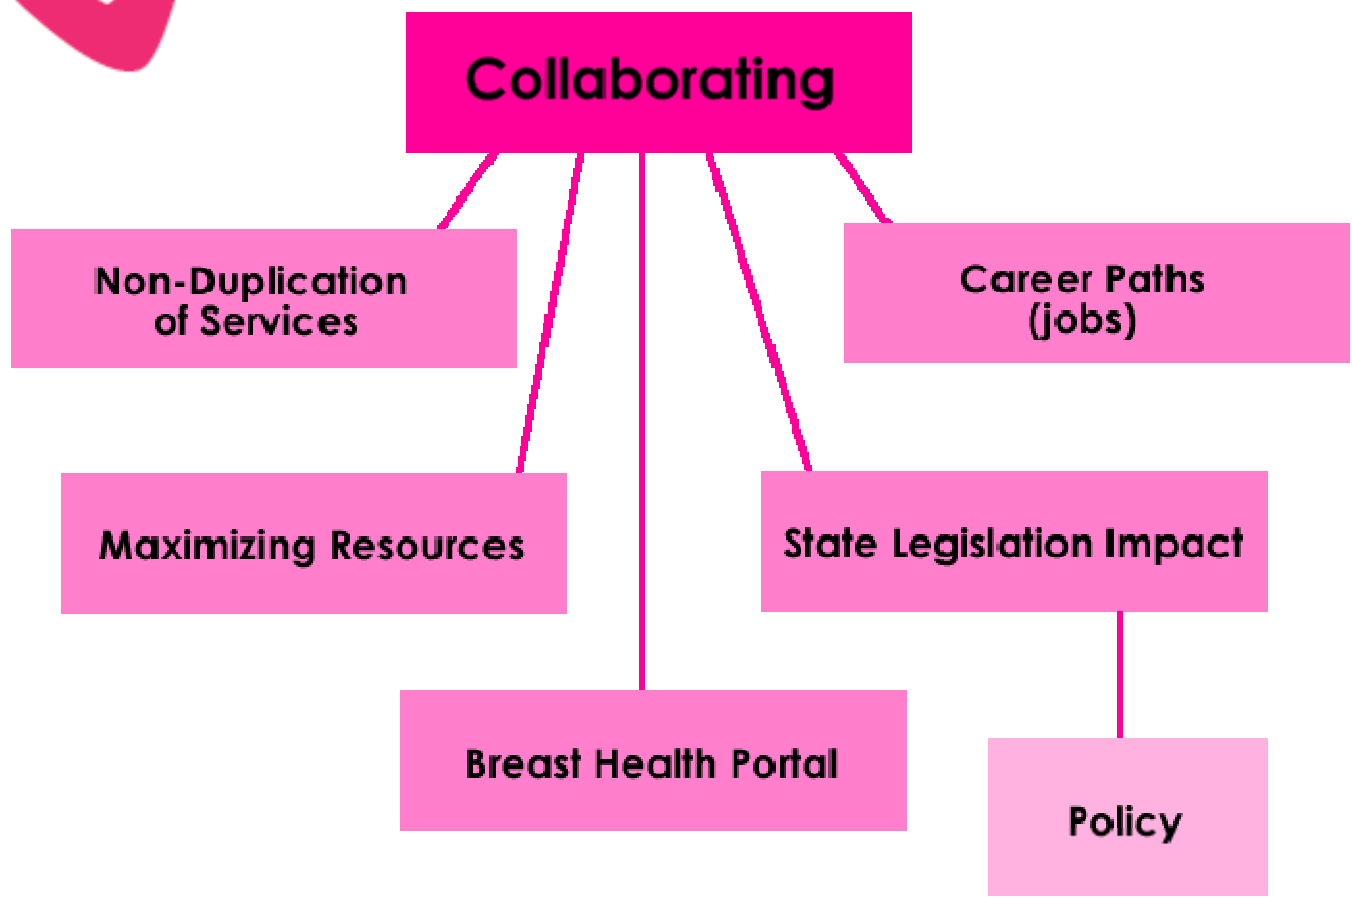 Collaborating
Non-Duplication
of Services
Career Paths
(jobs)
Maximizing Resources
State Legislation Impact
Breast Health Portal
Policy